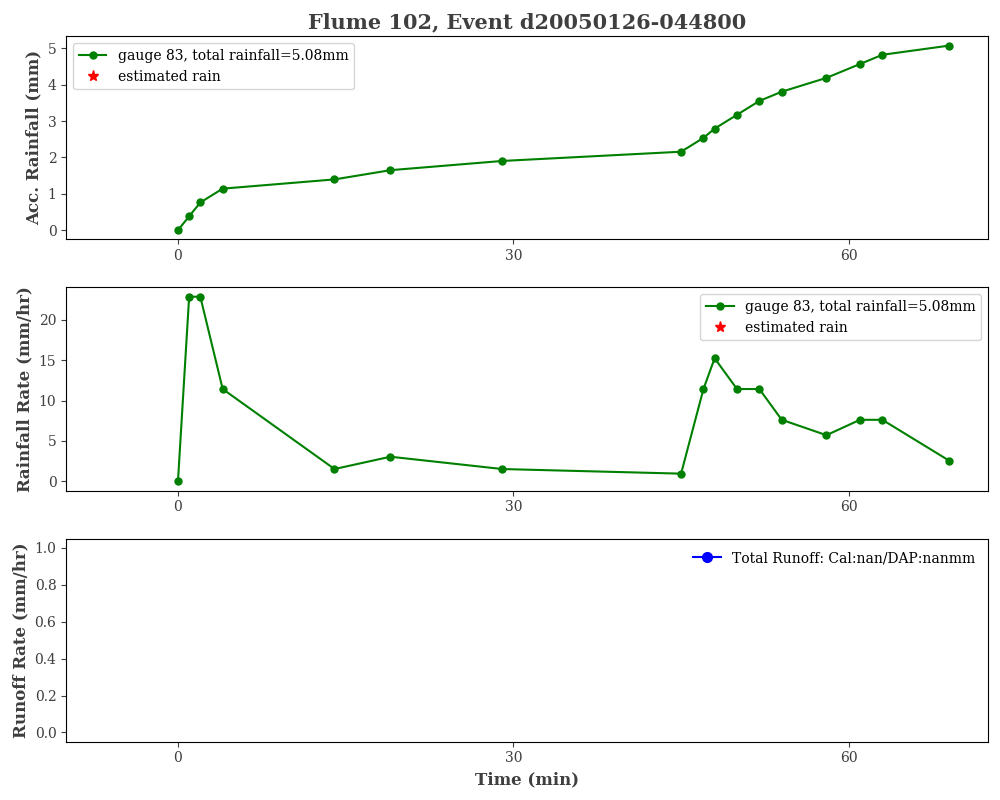 Flume 102, Event d20050126-044800
Acc. Rainfall (mm)
5
4
3
2
1
0
gauge 83, total rainfall=5.08mm
estimated rain
0 30 60
Rainfall Rate (mm/hr)
20
15
10
5
0
gauge 83, total rainfall=5.08mm
estimated rain
0 30 60
Runoff Rate (mm/hr)
1.0
0.8
0.6
0.4
0.2
0.0
Total Runoff: Cal:nan/DAP:nanmm
0 30 60
Time (min)